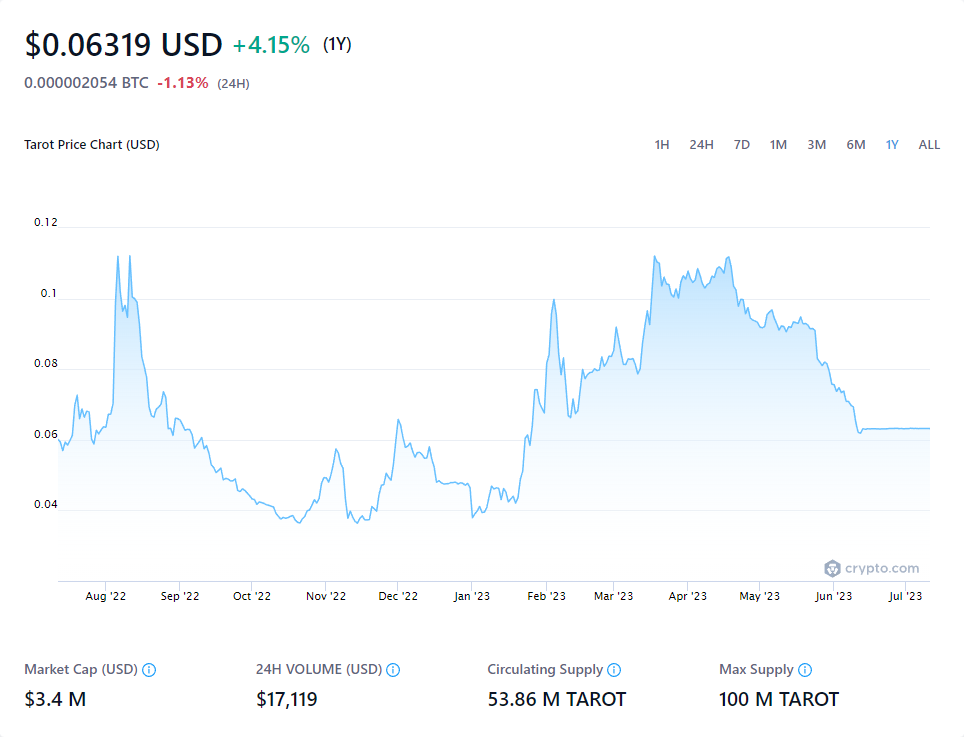 $0.06319 USD +4.15% (1Y)
0.000002054 BTC -1.13% (24H)
Tarot Price Chart (USD) 1H 24H 7D 1M 3M 6M 1Y ALL
0.12
0.1
0.08
0.06
0.04
crypto.com
Aug '22 Sep '22 Oct '22 Nov '22 Dec '22 Jan '23 Feb '23 Mar '23 Apr '23 May '23 Jun '23 Jul '23
Market Cap (USD) 24H VOLUME (USD) Circulating Supply Max Supply
$3.4 M $17,119 53.86 M TAROT 100 M TAROT